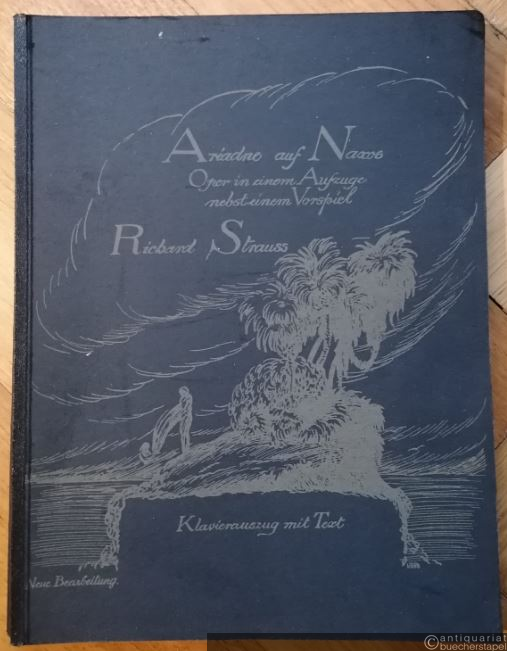 Ariadne auf Naxos
Oper in einem Aufzuge
nebst einem Vorspiel
Richard Strauss
Klavierauszug mit Text
Neue Bearbeitung.
© antiquariat
buecherstapel